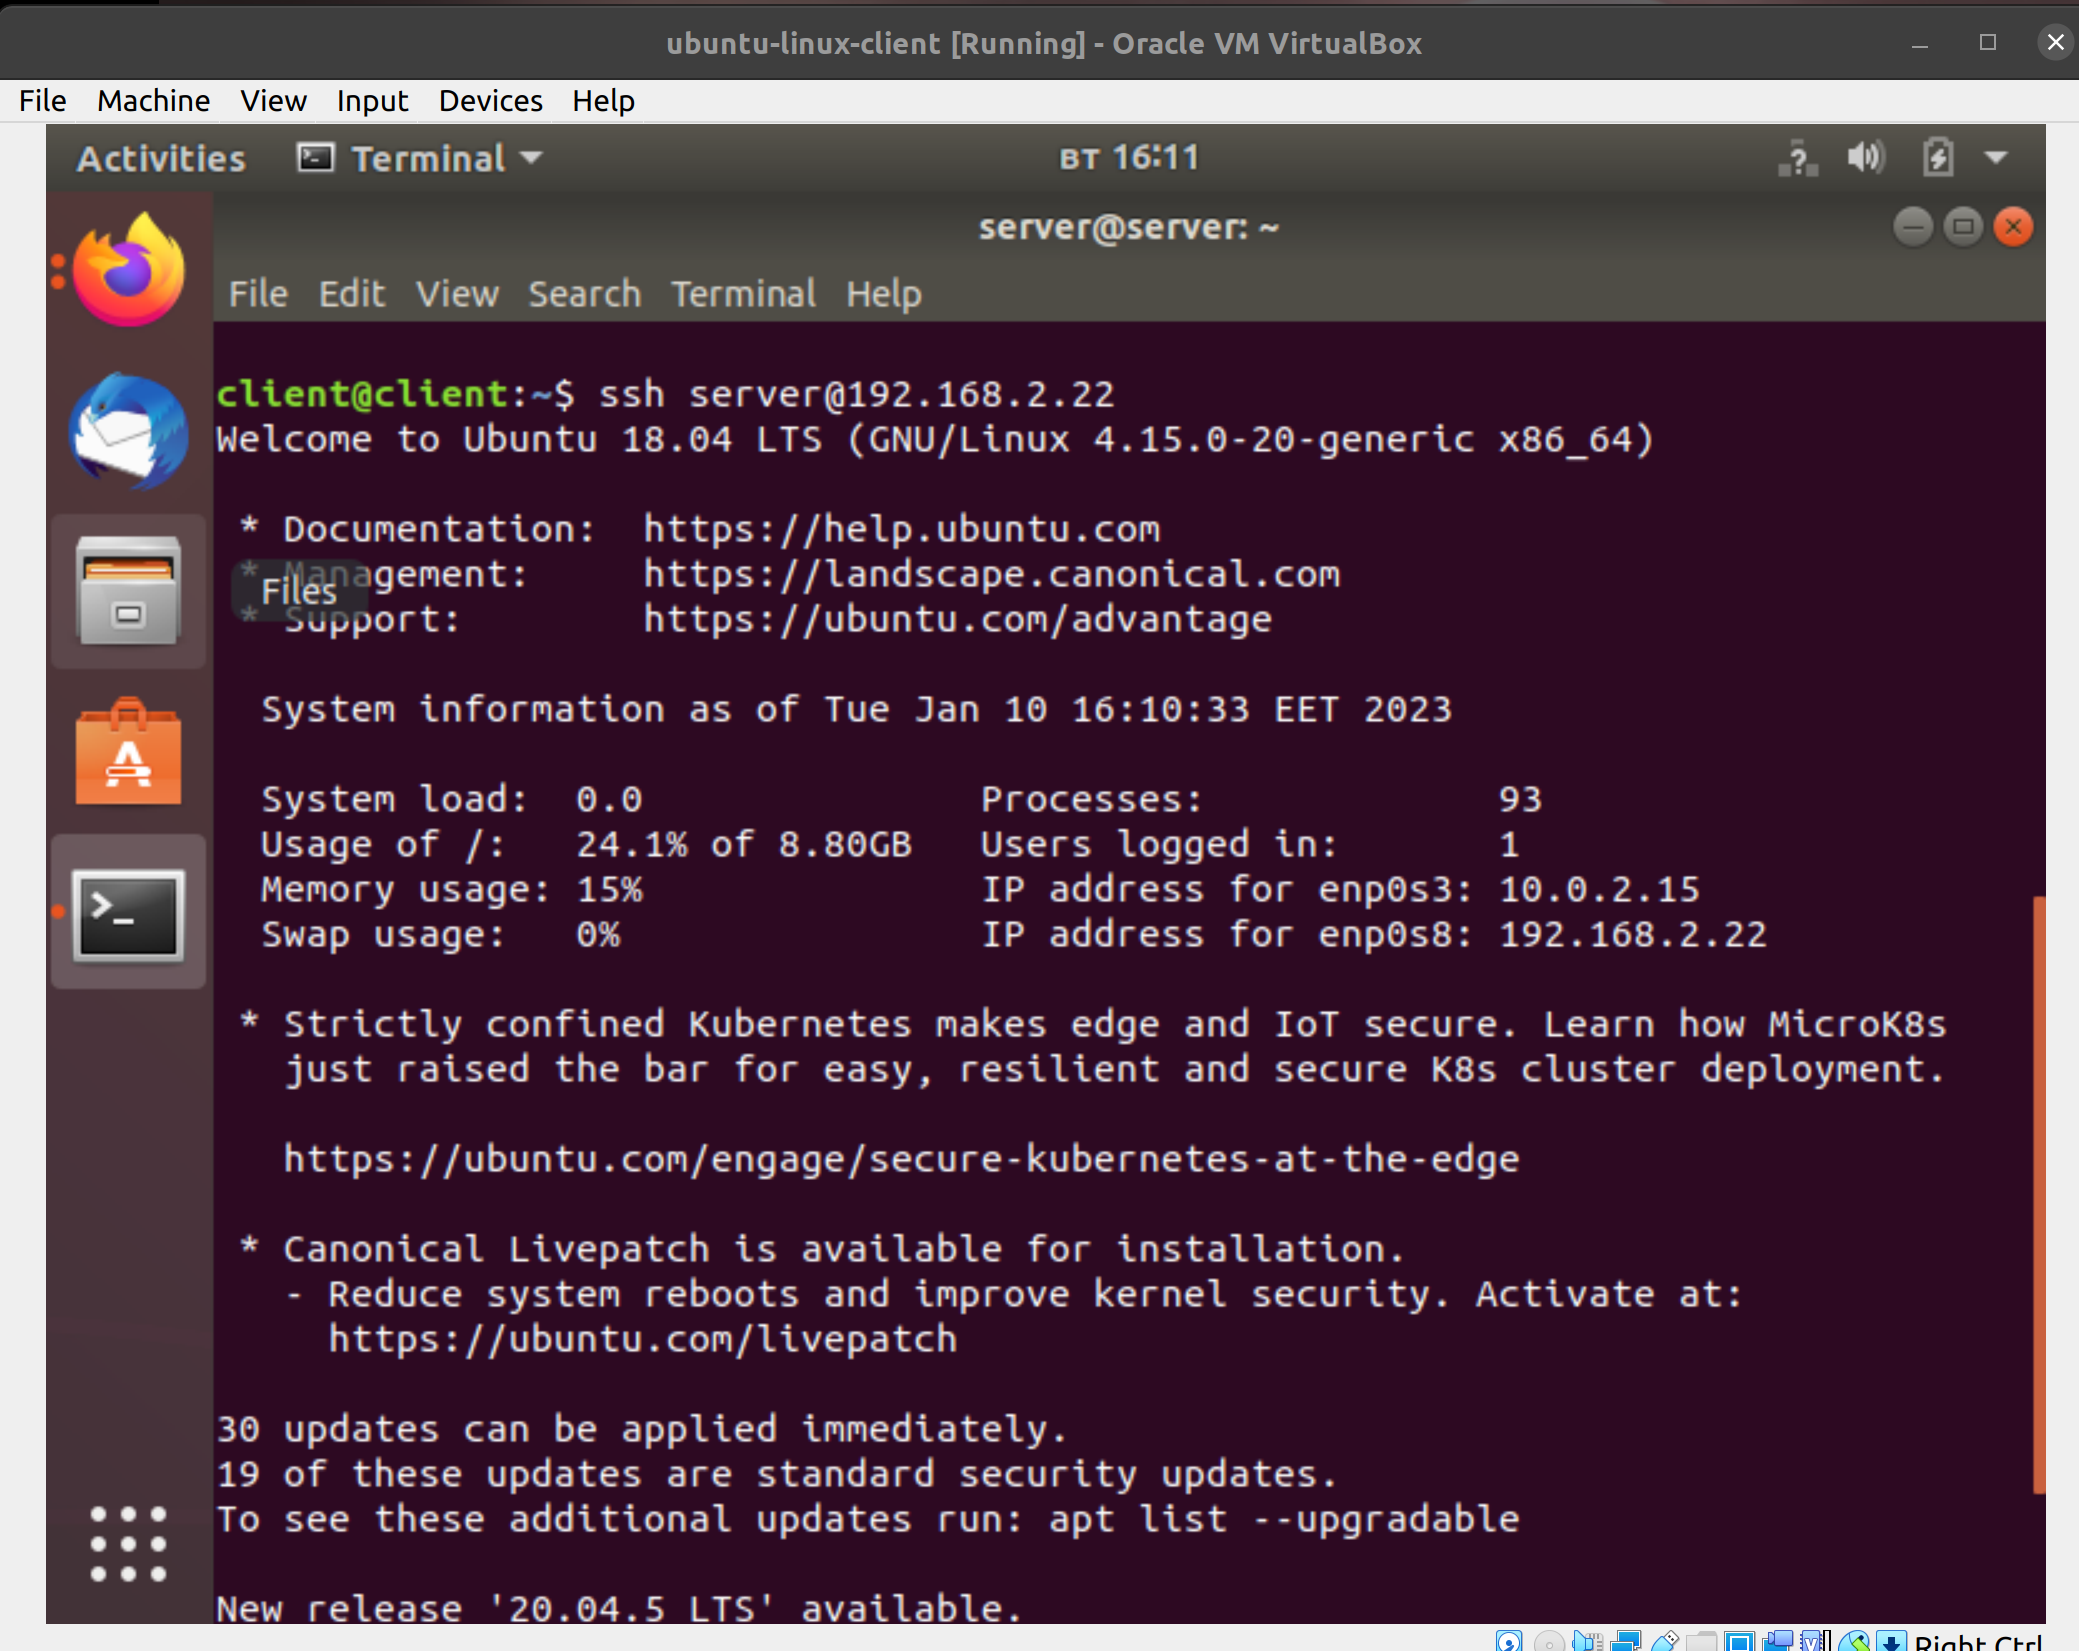 ubuntu-linux-client [Running] - Oracle VM VirtualBox
File Machine View Input Devices Help
Activities Terminal вт 16:11
server@server: ~
File Edit View Search Terminal Help
client@client:~$ ssh server@192.168.2.22
Welcome to Ubuntu 18.04 LTS (GNU/Linux 4.15.0-20-generic x86_64)
* Documentation: https://help.ubuntu.com
* Management: https://landscape.canonical.com
Files
* Support: https://ubuntu.com/advantage
System information as of Tue Jan 10 16:10:33 EET 2023
System load: 0.0 Processes: 93
Usage of /: 24.1% of 8.80GB Users logged in: 1
Memory usage: 15% IP address for enp0s3: 10.0.2.15
Swap usage: 0% IP address for enp0s8: 192.168.2.22
* Strictly confined Kubernetes makes edge and IoT secure. Learn how MicroK8s
just raised the bar for easy, resilient and secure K8s cluster deployment.
https://ubuntu.com/engage/secure-kubernetes-at-the-edge
* Canonical Livepatch is available for installation.
- Reduce system reboots and improve kernel security. Activate at:
https://ubuntu.com/livepatch
30 updates can be applied immediately.
19 of these updates are standard security updates.
To see these additional updates run: apt list --upgradable
New release '20.04.5 LTS' available.
Right Ctrl